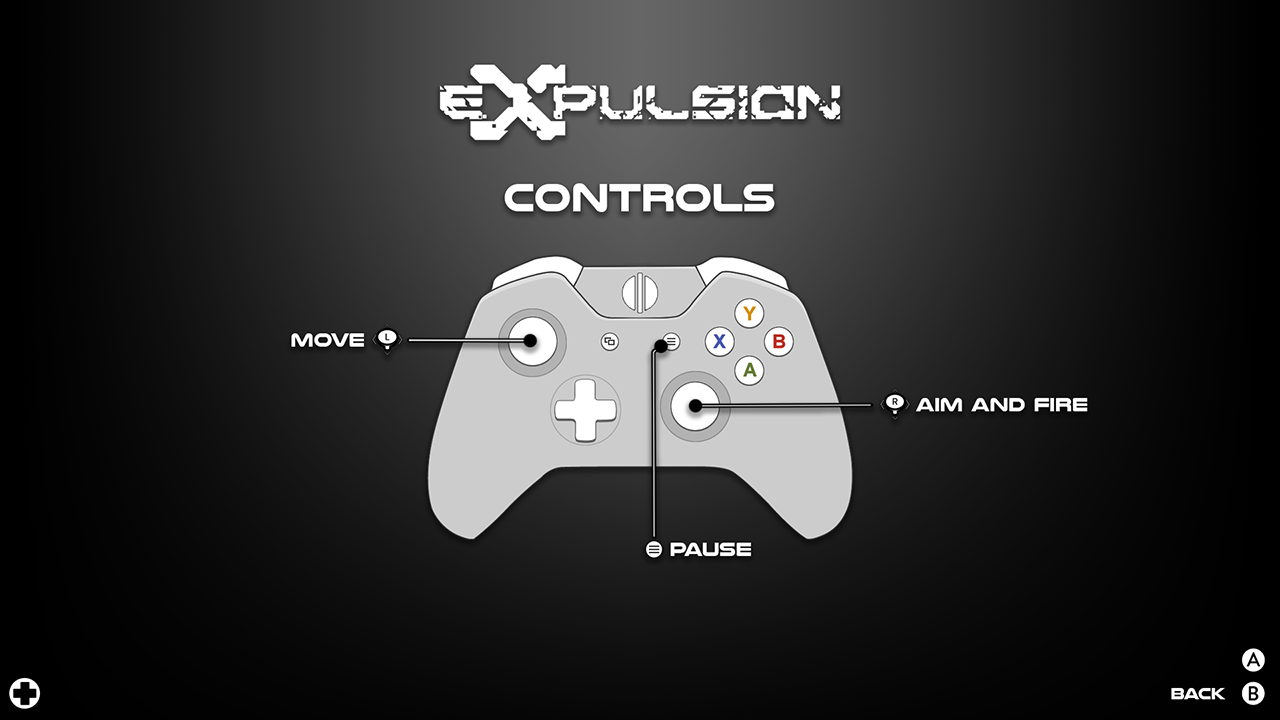 eXPULSION
CONTROLS
Y
X B
A
MOVE L
R AIM AND FIRE
PAUSE
A
BACK B